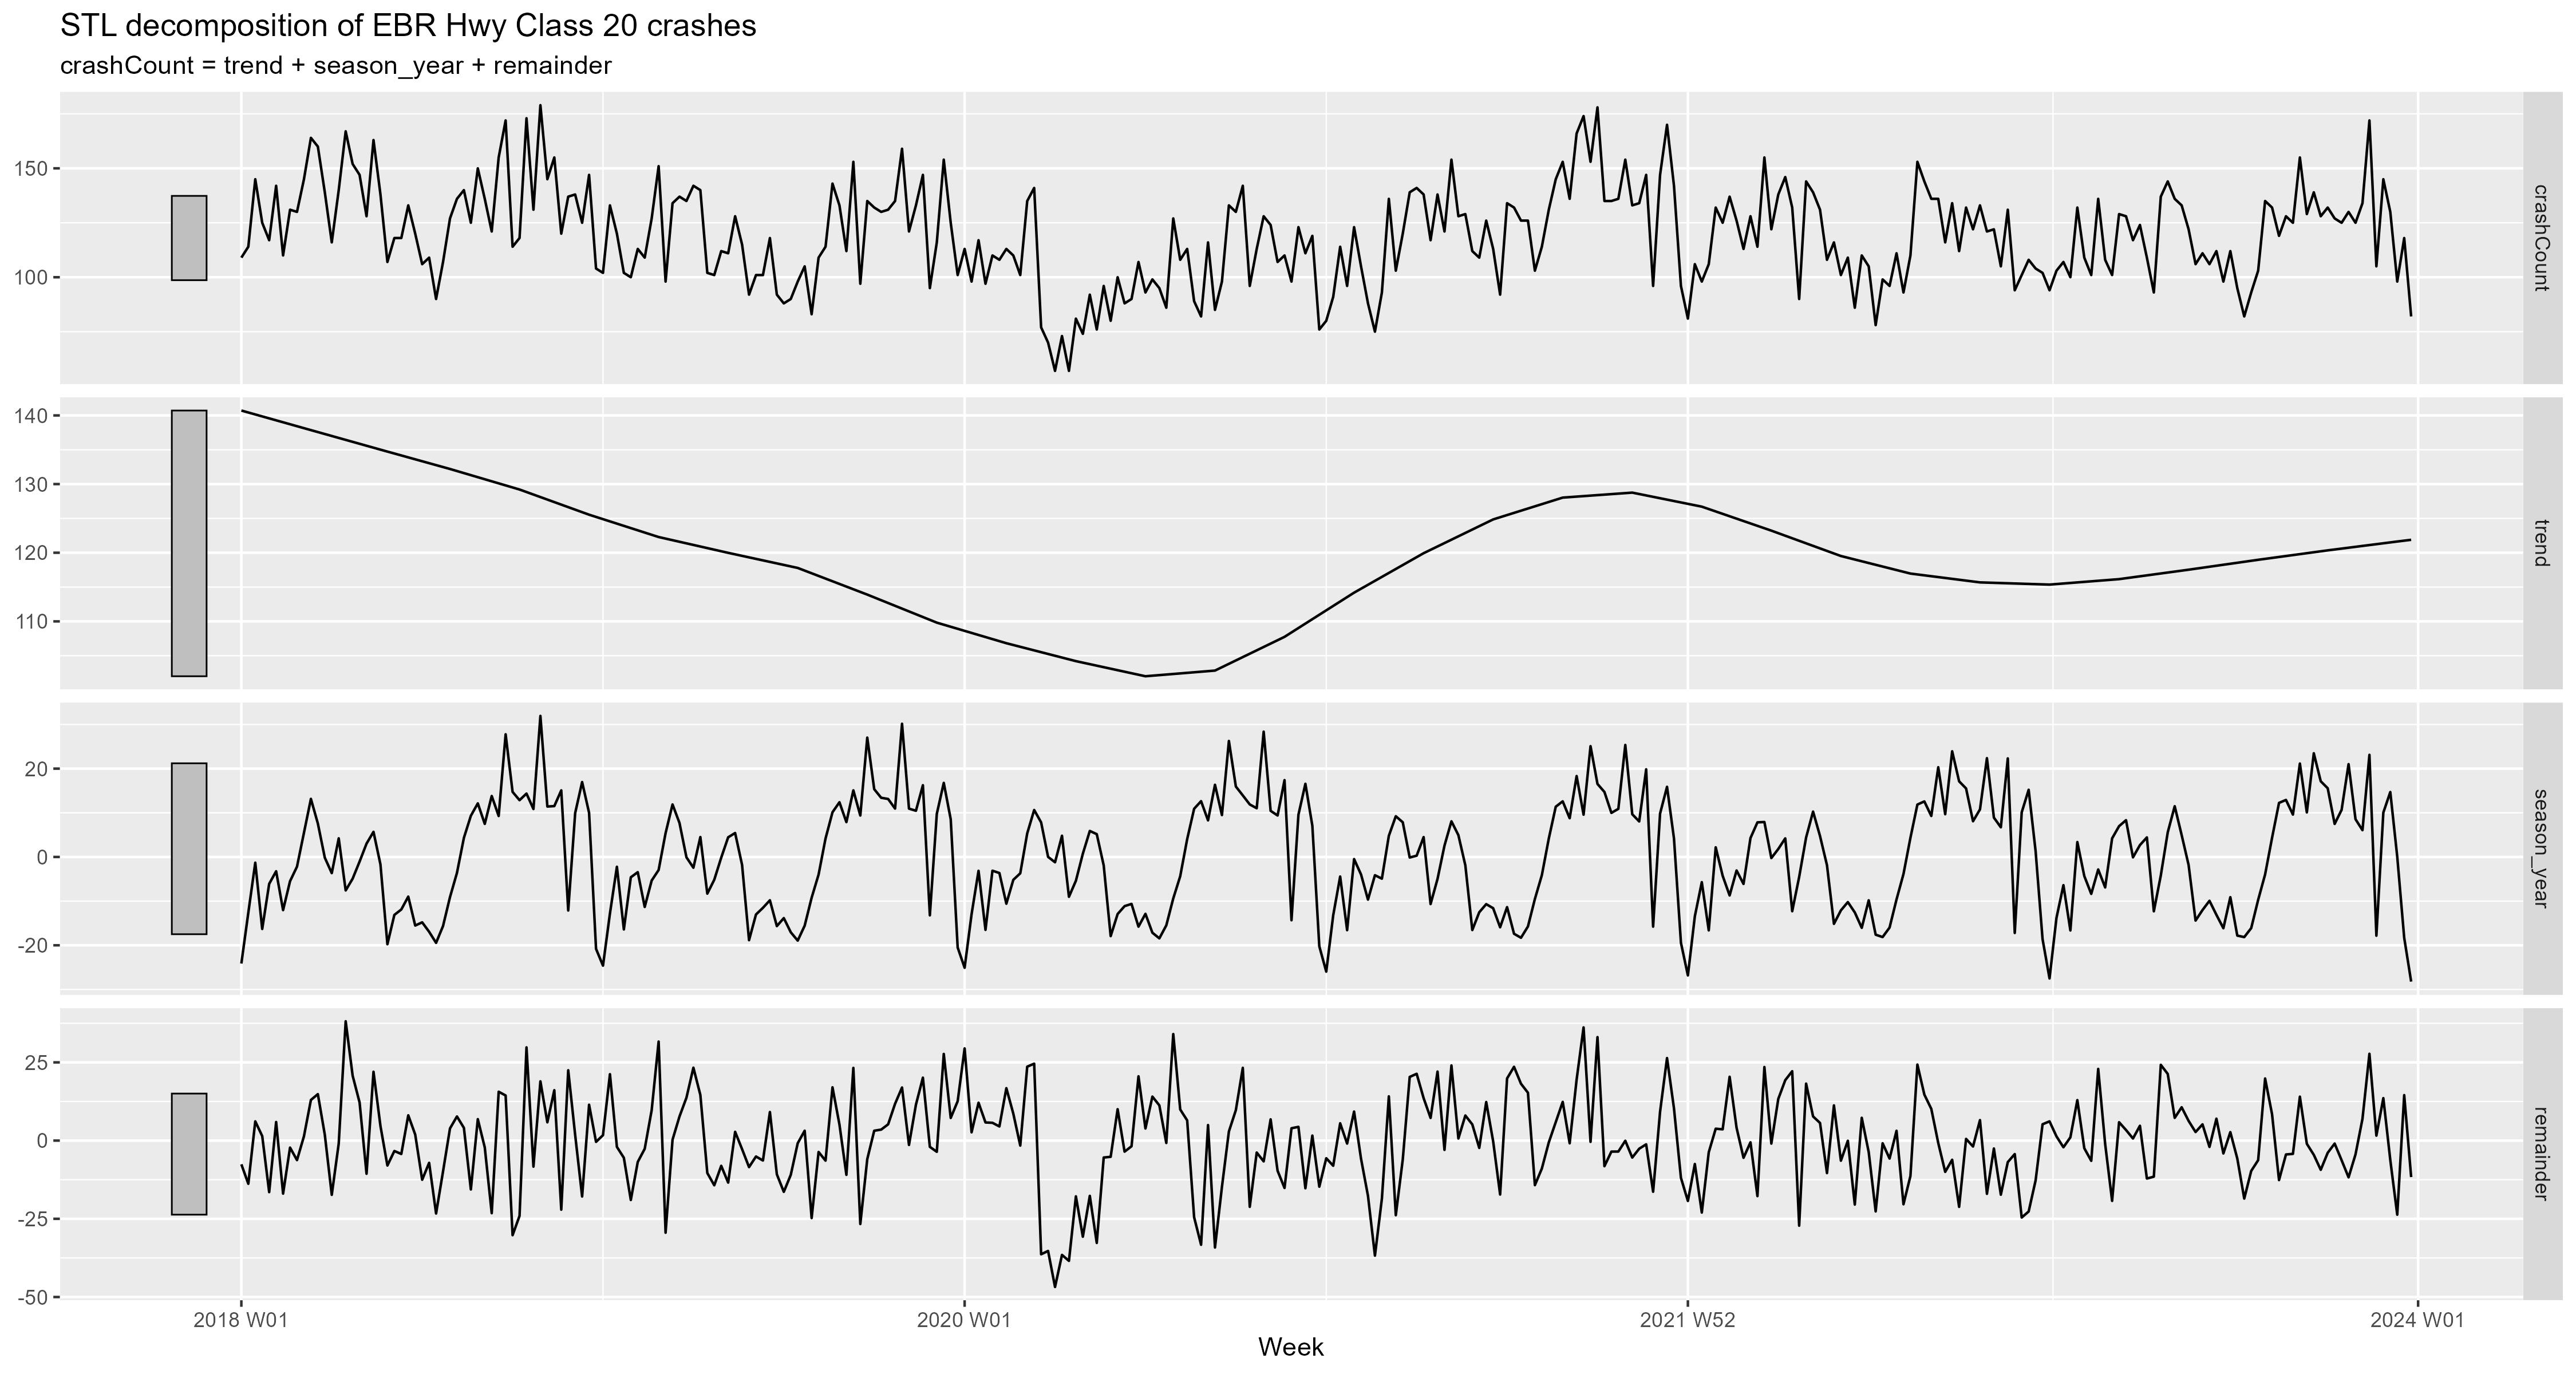 STL decomposition of EBR Hwy Class 20 crashes
crashCount = trend + season_year + remainder
150
100
crashCount
140
130
120
110
trend
20
0
-20
season_year
25
0
-25
-50
remainder
2018 W01
2020 W01
2021 W52
2024 W01
Week